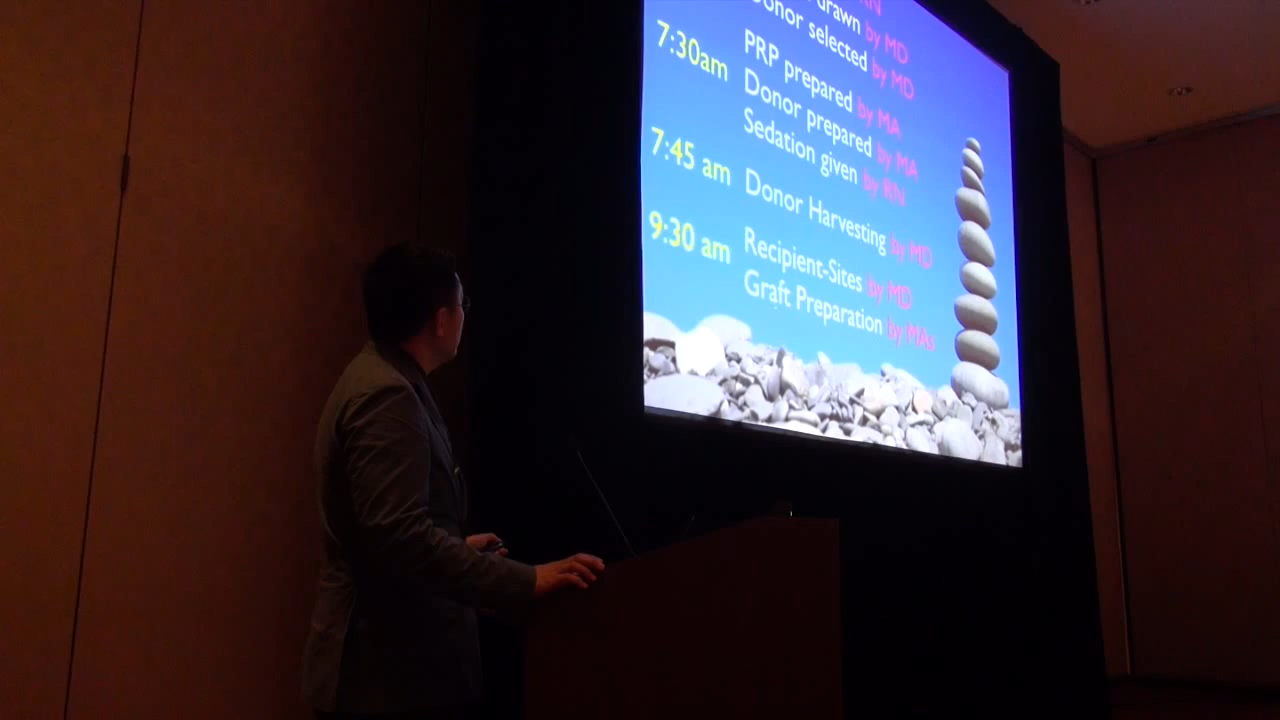 RN
drawn by MD
Donor selected by MD
7:30am PRP prepared by MA
Donor prepared by MA
Sedation given by RN
7:45 am Donor Harvesting by MD
9:30 am Recipient-Sites by MD
Graft Preparation by MAs